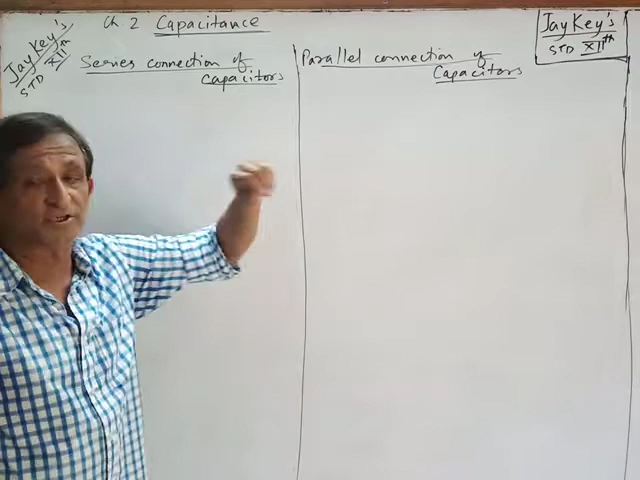 Ch 2 Capacitance
Jay Key's
STD XIIth
Series connection of
Capacitors
Parallel connection of
Capacitors
Jay Key's
STD XIIth